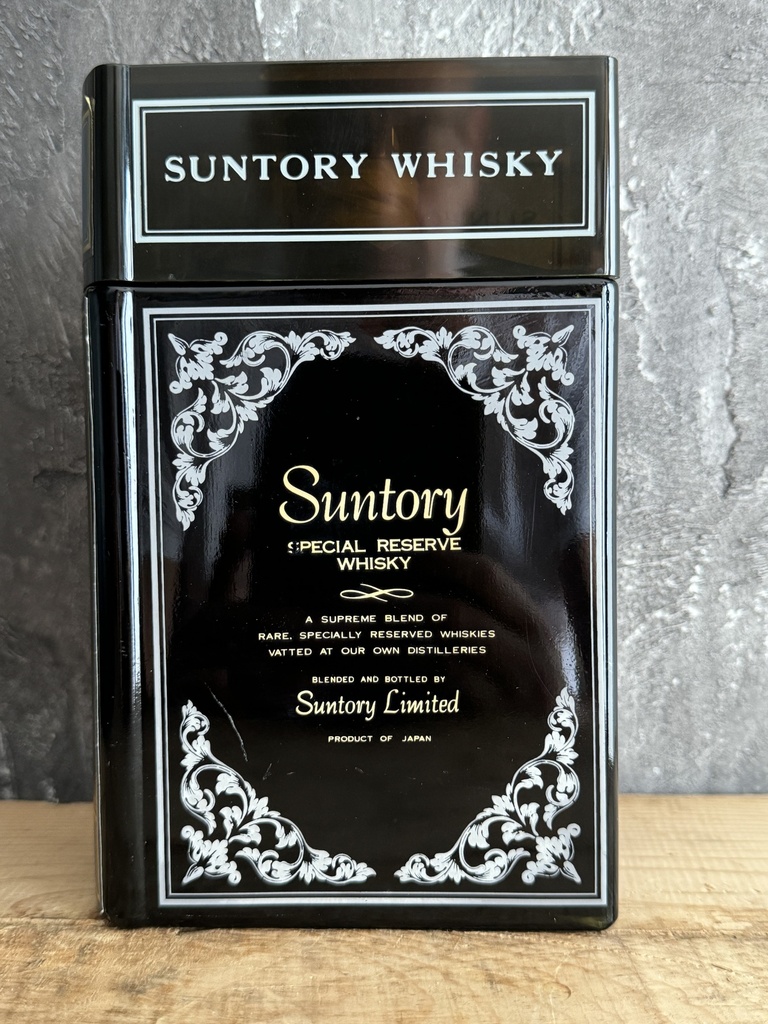 SUNTORY WHISKY
Suntory
SPECIAL RESERVE
WHISKY
A SUPREME BLEND OF
RARE, SPECIALLY RESERVED WHISKIES
VATTED AT OUR OWN DISTILLERIES
BLENDED AND BOTTLED BY
Suntory Limited
PRODUCT OF JAPAN